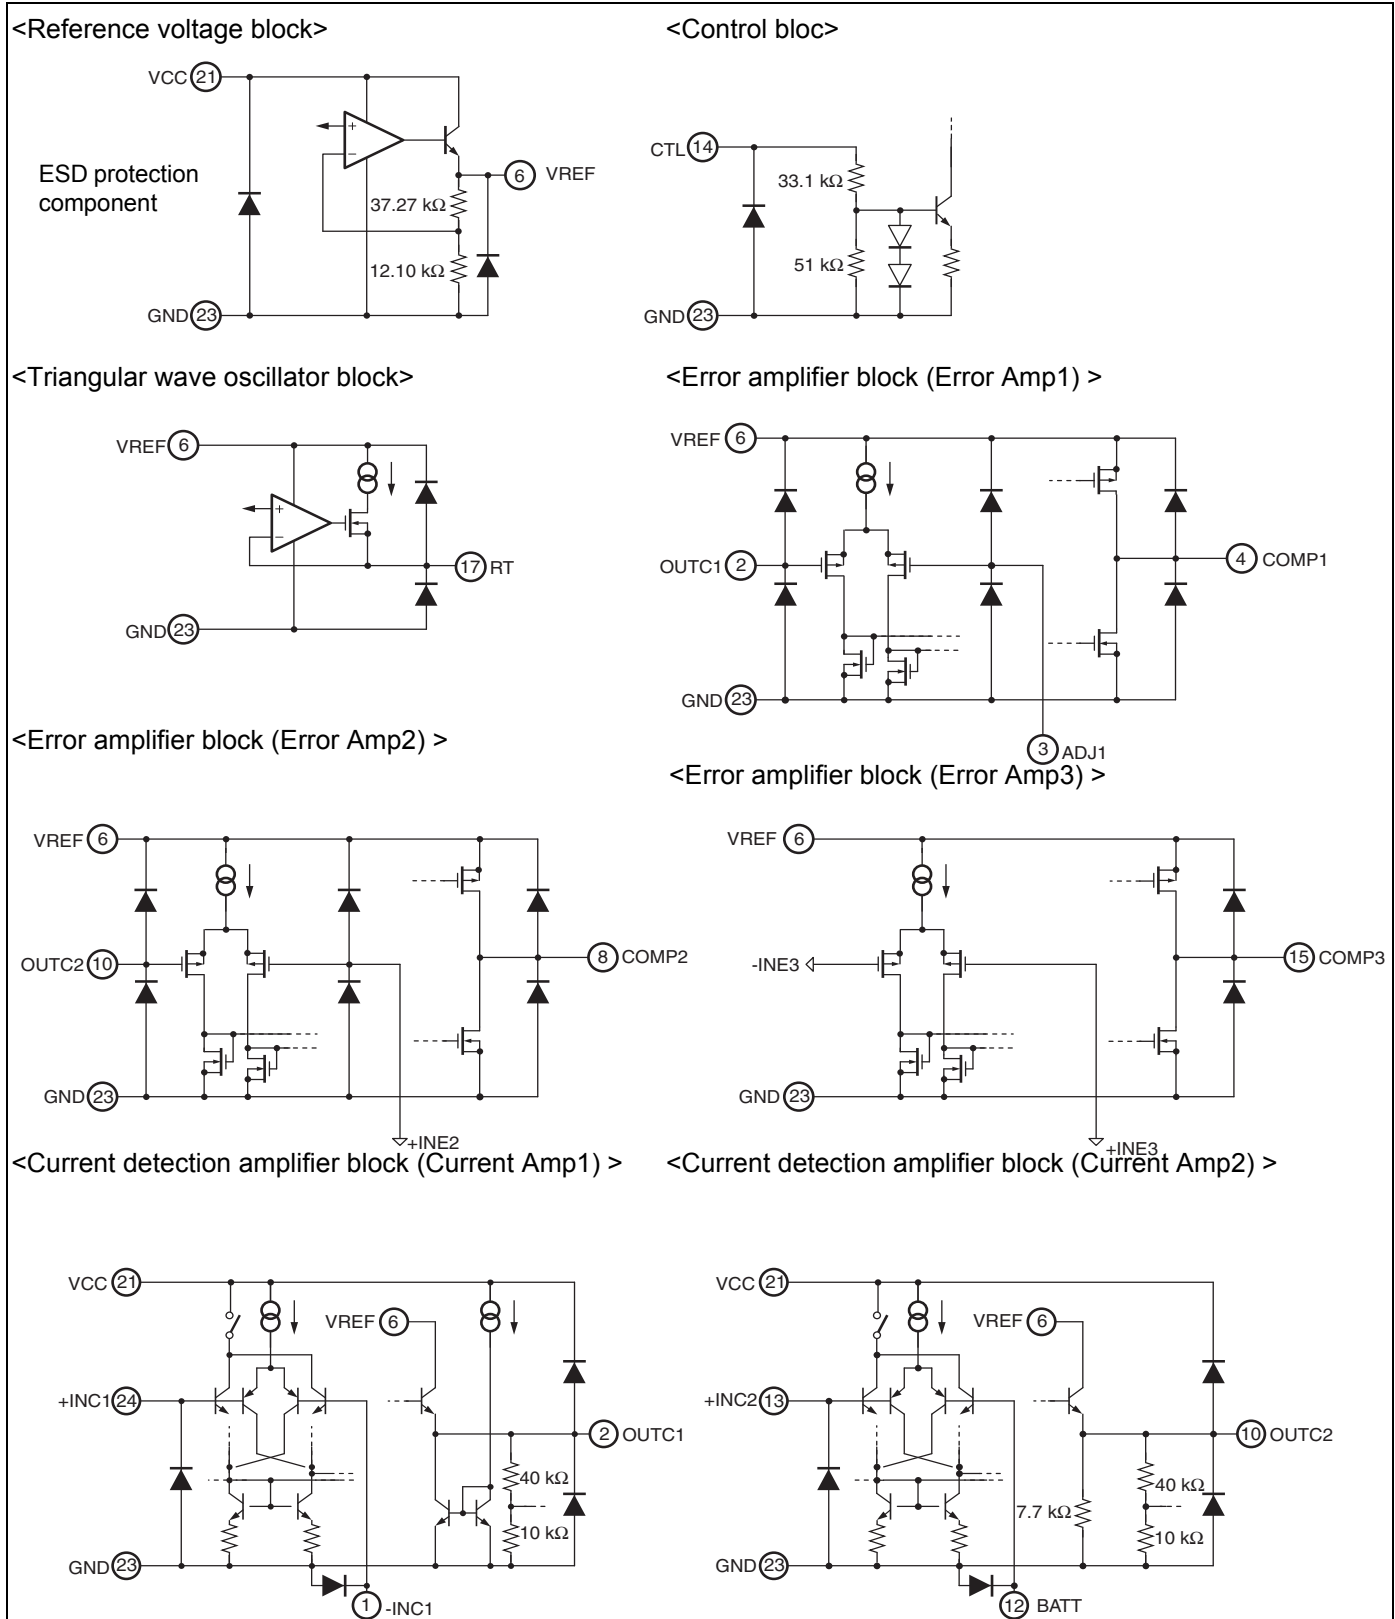 <Reference voltage block>
VCC 21
ESD protection
component
+
−
6 VREF
37.27 kΩ
12.10 kΩ
GND 23
<Control bloc>
CTL 14
33.1 kΩ
51 kΩ
GND 23
<Triangular wave oscillator block>
VREF 6
+
−
17 RT
GND 23
<Error amplifier block (Error Amp1) >
VREF 6
OUTC1 2
4 COMP1
GND 23
3 ADJ1
<Error amplifier block (Error Amp2) >
VREF 6
OUTC2 10
8 COMP2
GND 23
+INE2
<Error amplifier block (Error Amp3) >
VREF 6
-INE3
15 COMP3
GND 23
+INE3
<Current detection amplifier block (Current Amp1) >
VCC 21
VREF 6
+INC1 24
2 OUTC1
40 kΩ
10 kΩ
GND 23
1 -INC1
<Current detection amplifier block (Current Amp2) >
VCC 21
VREF 6
+INC2 13
10 OUTC2
40 kΩ
7.7 kΩ
10 kΩ
GND 23
12 BATT